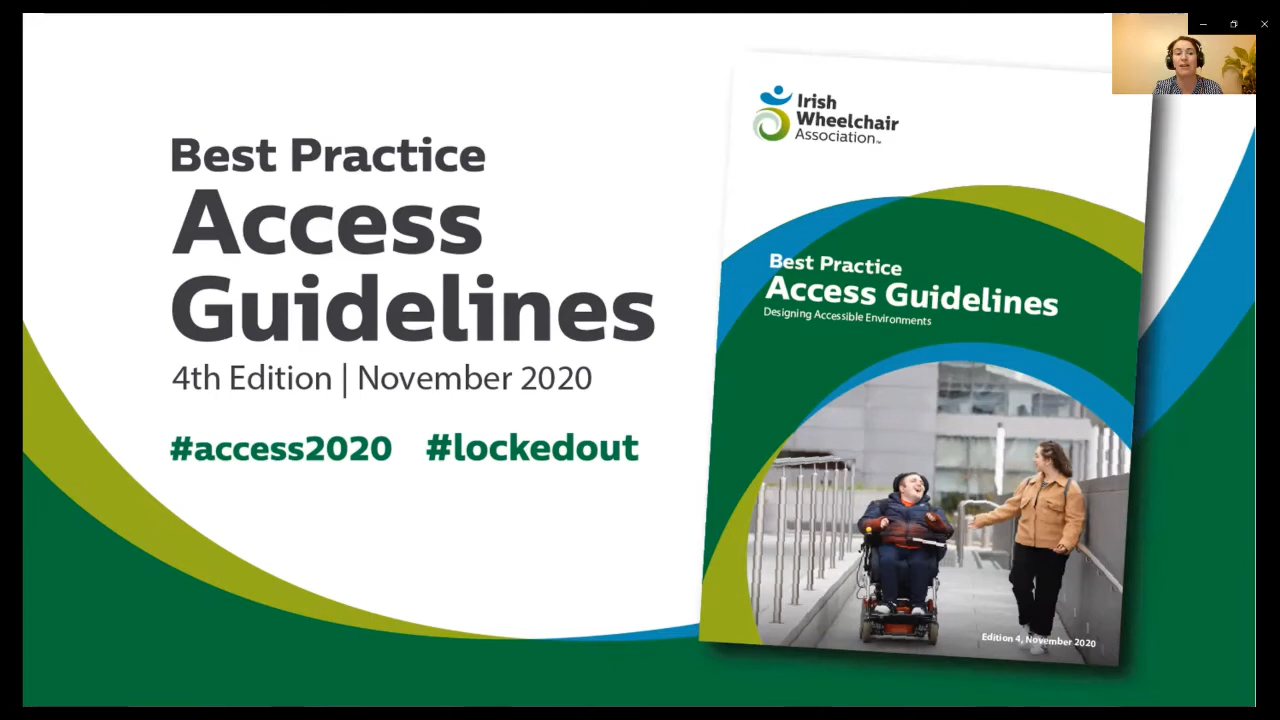 Best Practice
Access
Guidelines
4th Edition | November 2020
#access2020 #lockedout
Irish
Wheelchair
Association™
Best Practice
Access Guidelines
Designing Accessible Environments
Edition 4, November 2020